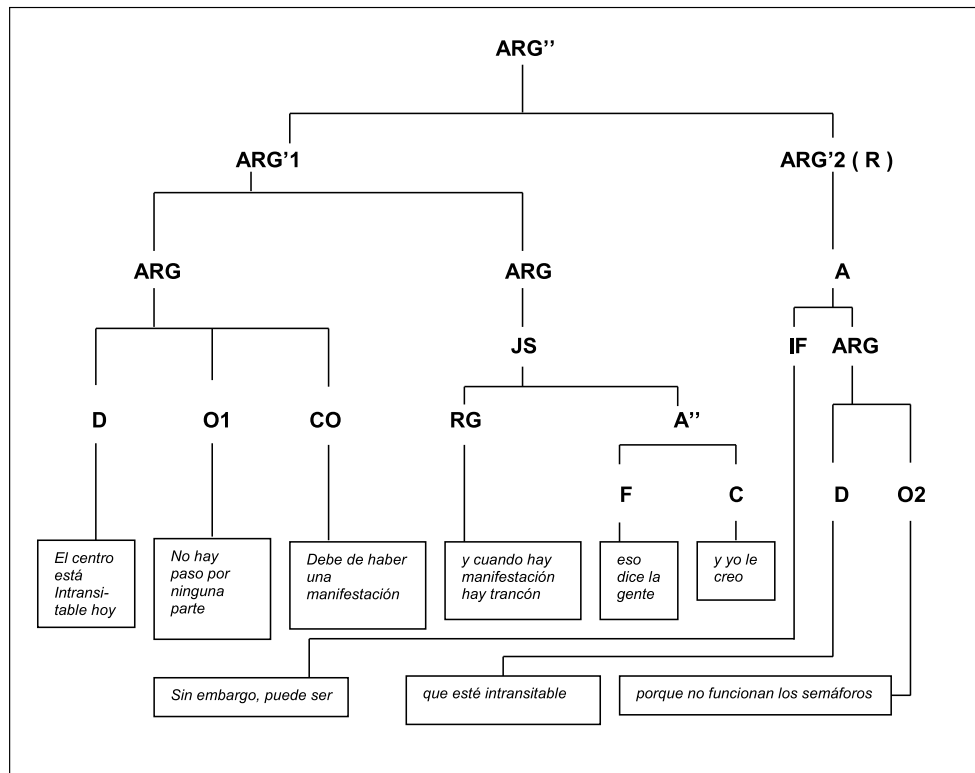 ARG’’
ARG’1
ARG’2 ( R )
ARG
ARG
A
JS
IF
ARG
D
O1
CO
RG
A’’
F
C
D
O2
El centro
está
Intransi-
table hoy
No hay
paso por
ninguna
parte
Debe de haber
una
manifestación
y cuando hay
manifestación
hay trancón
eso
dice la
gente
y yo le
creo
Sin embargo, puede ser
que esté intransitable
porque no funcionan los semáforos